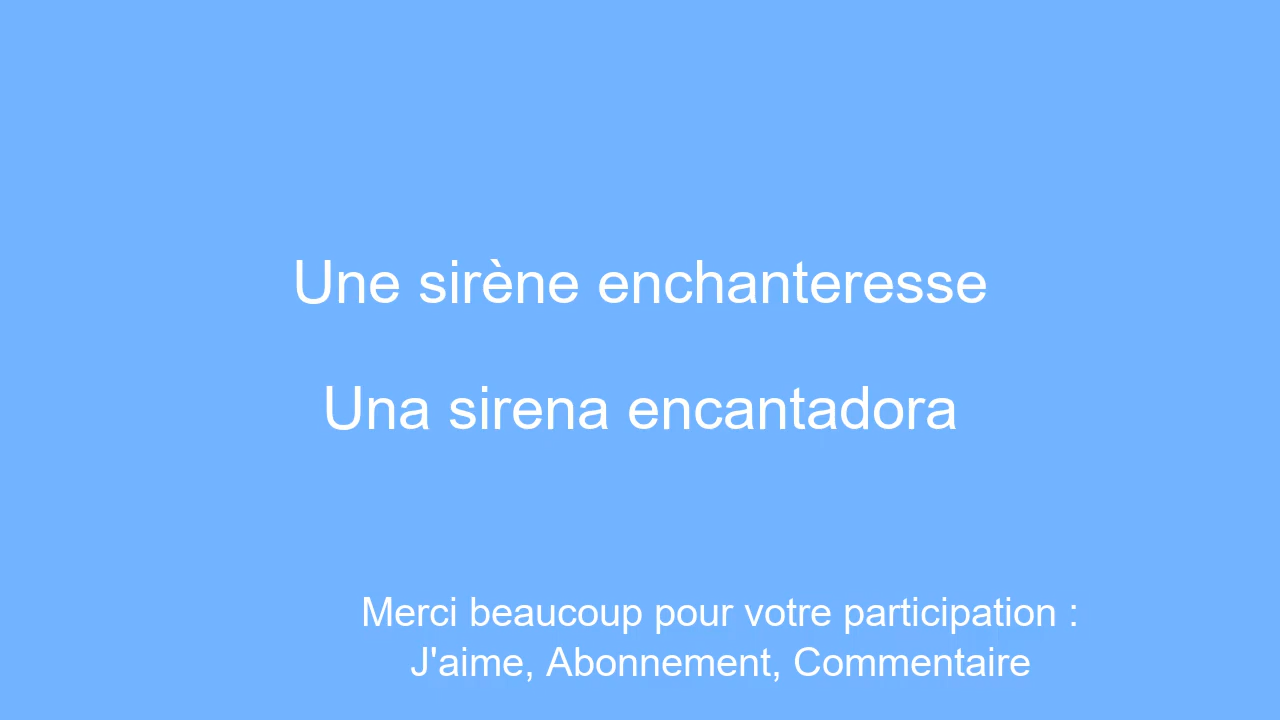 Une sirène enchanteresse
Una sirena encantadora
Merci beaucoup pour votre participation :
J'aime, Abonnement, Commentaire